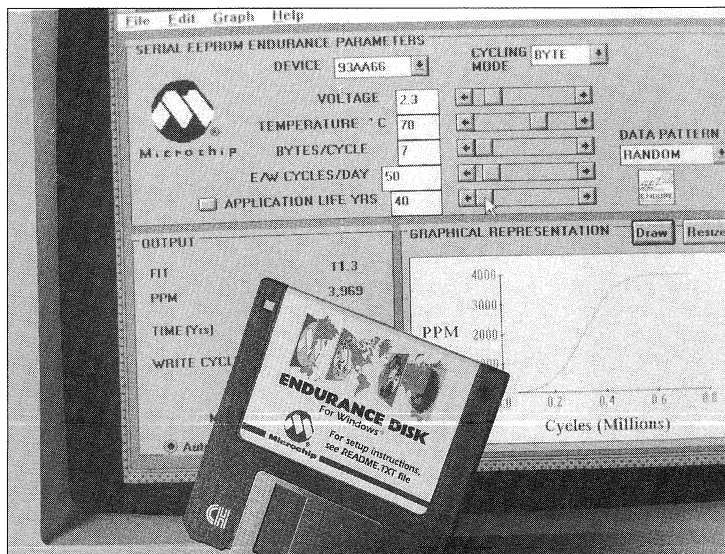 File Edit Graph Help
SERIAL EEPROM ENDURANCE PARAMETERS
DEVICE 93AA66
CYCLING MODE BYTE
Microchip
VOLTAGE 2.3
TEMPERATURE °C 70
BYTES/CYCLE 7
E/W CYCLES/DAY 50
APPLICATION LIFE YRS 40
DATA PATTERN
RANDOM
OUTPUT
FIT 11.3
PPM 3,969
TIME (Yrs)
WRITE CYCL
GRAPHICAL REPRESENTATION Draw Resize
4000
3000
PPM 2000
0.2 0.4 0.6 0.8
Cycles (Millions)
ENDURANCE DISK
For Windows™
Microchip
For setup instructions,
see README.TXT file